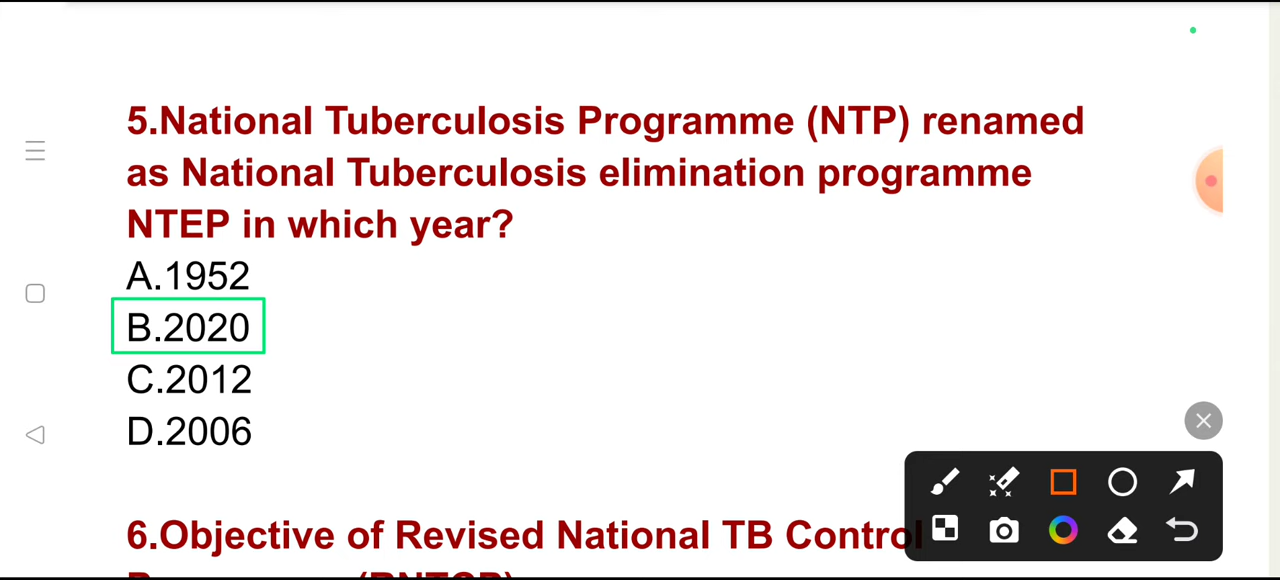 5.National Tuberculosis Programme (NTP) renamed
as National Tuberculosis elimination programme
NTEP in which year?
A.1952
B.2020
C.2012
D.2006
6.Objective of Revised National TB Control